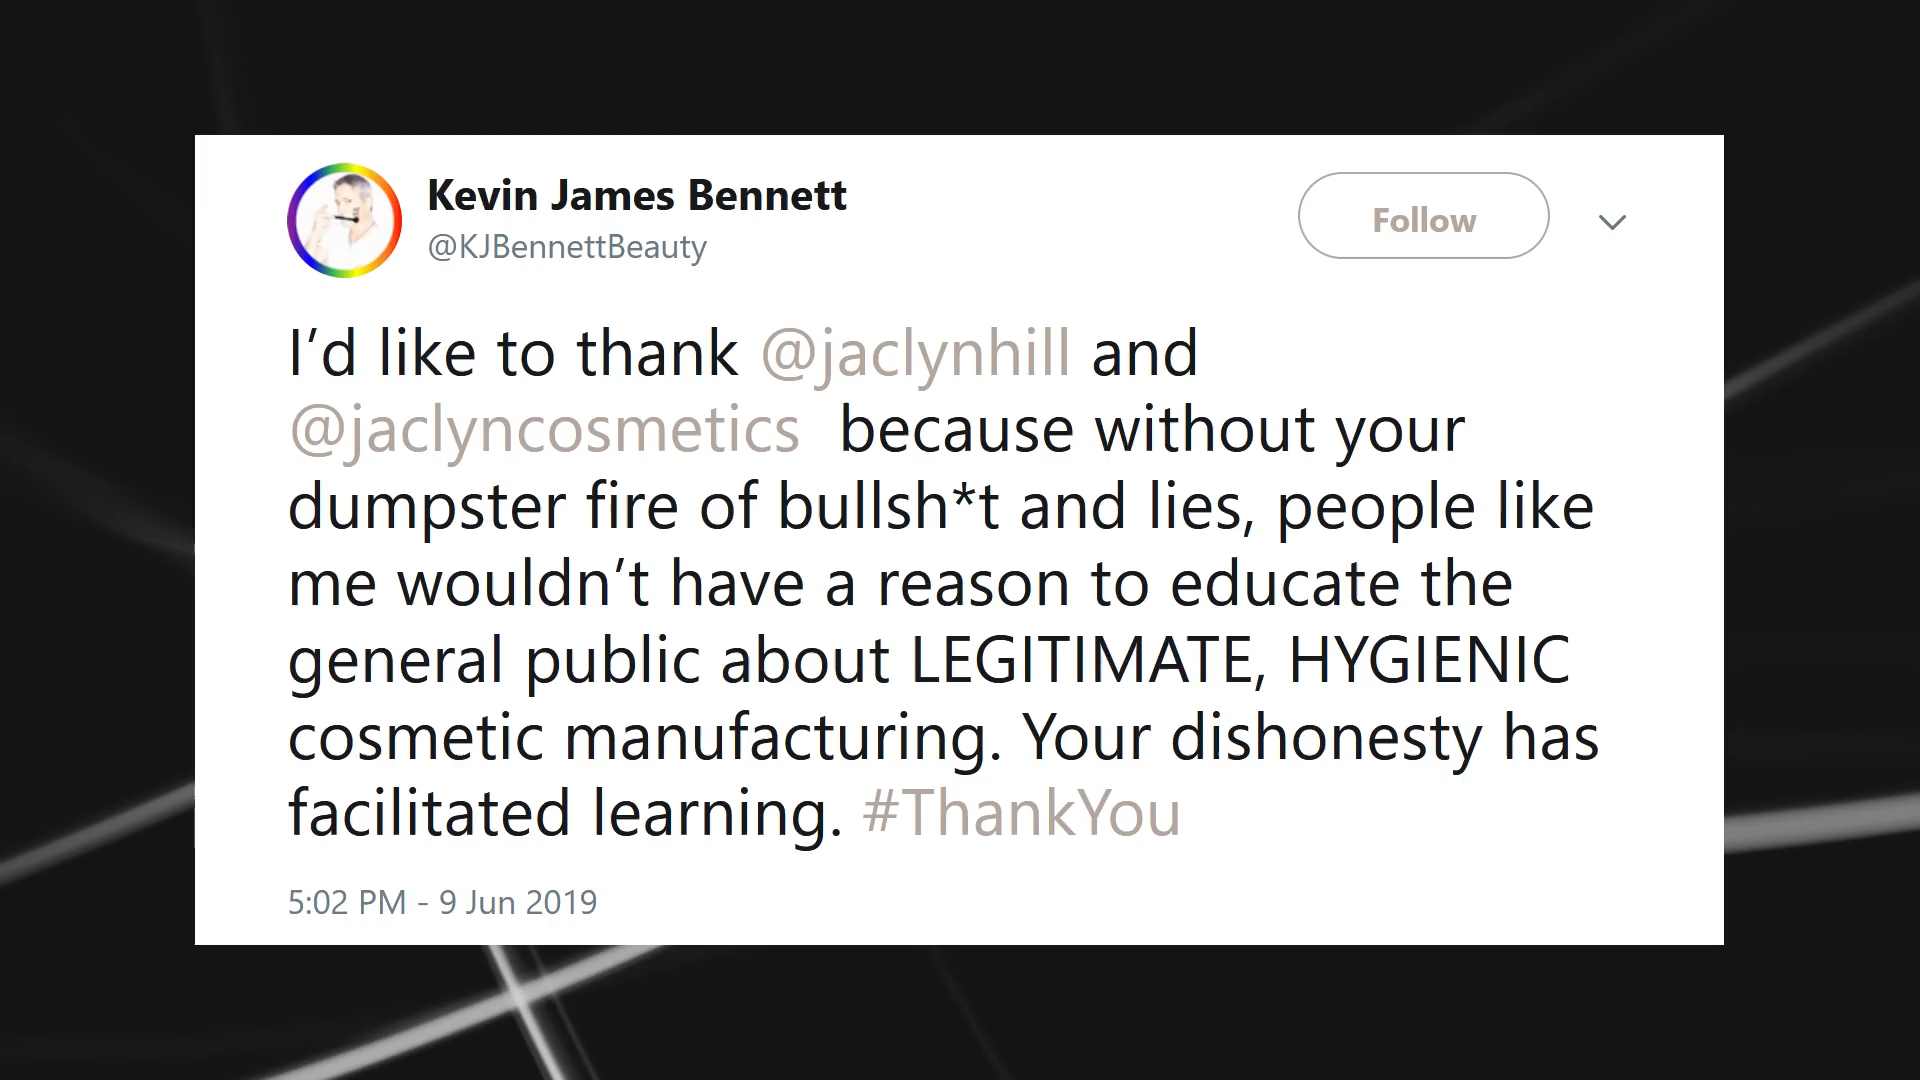 Kevin James Bennett
@KJBennettBeauty
Follow
I’d like to thank @jaclynhill and
@jaclyncosmetics because without your
dumpster fire of bullsh*t and lies, people like
me wouldn’t have a reason to educate the
general public about LEGITIMATE, HYGIENIC
cosmetic manufacturing. Your dishonesty has
facilitated learning. #ThankYou
5:02 PM - 9 Jun 2019